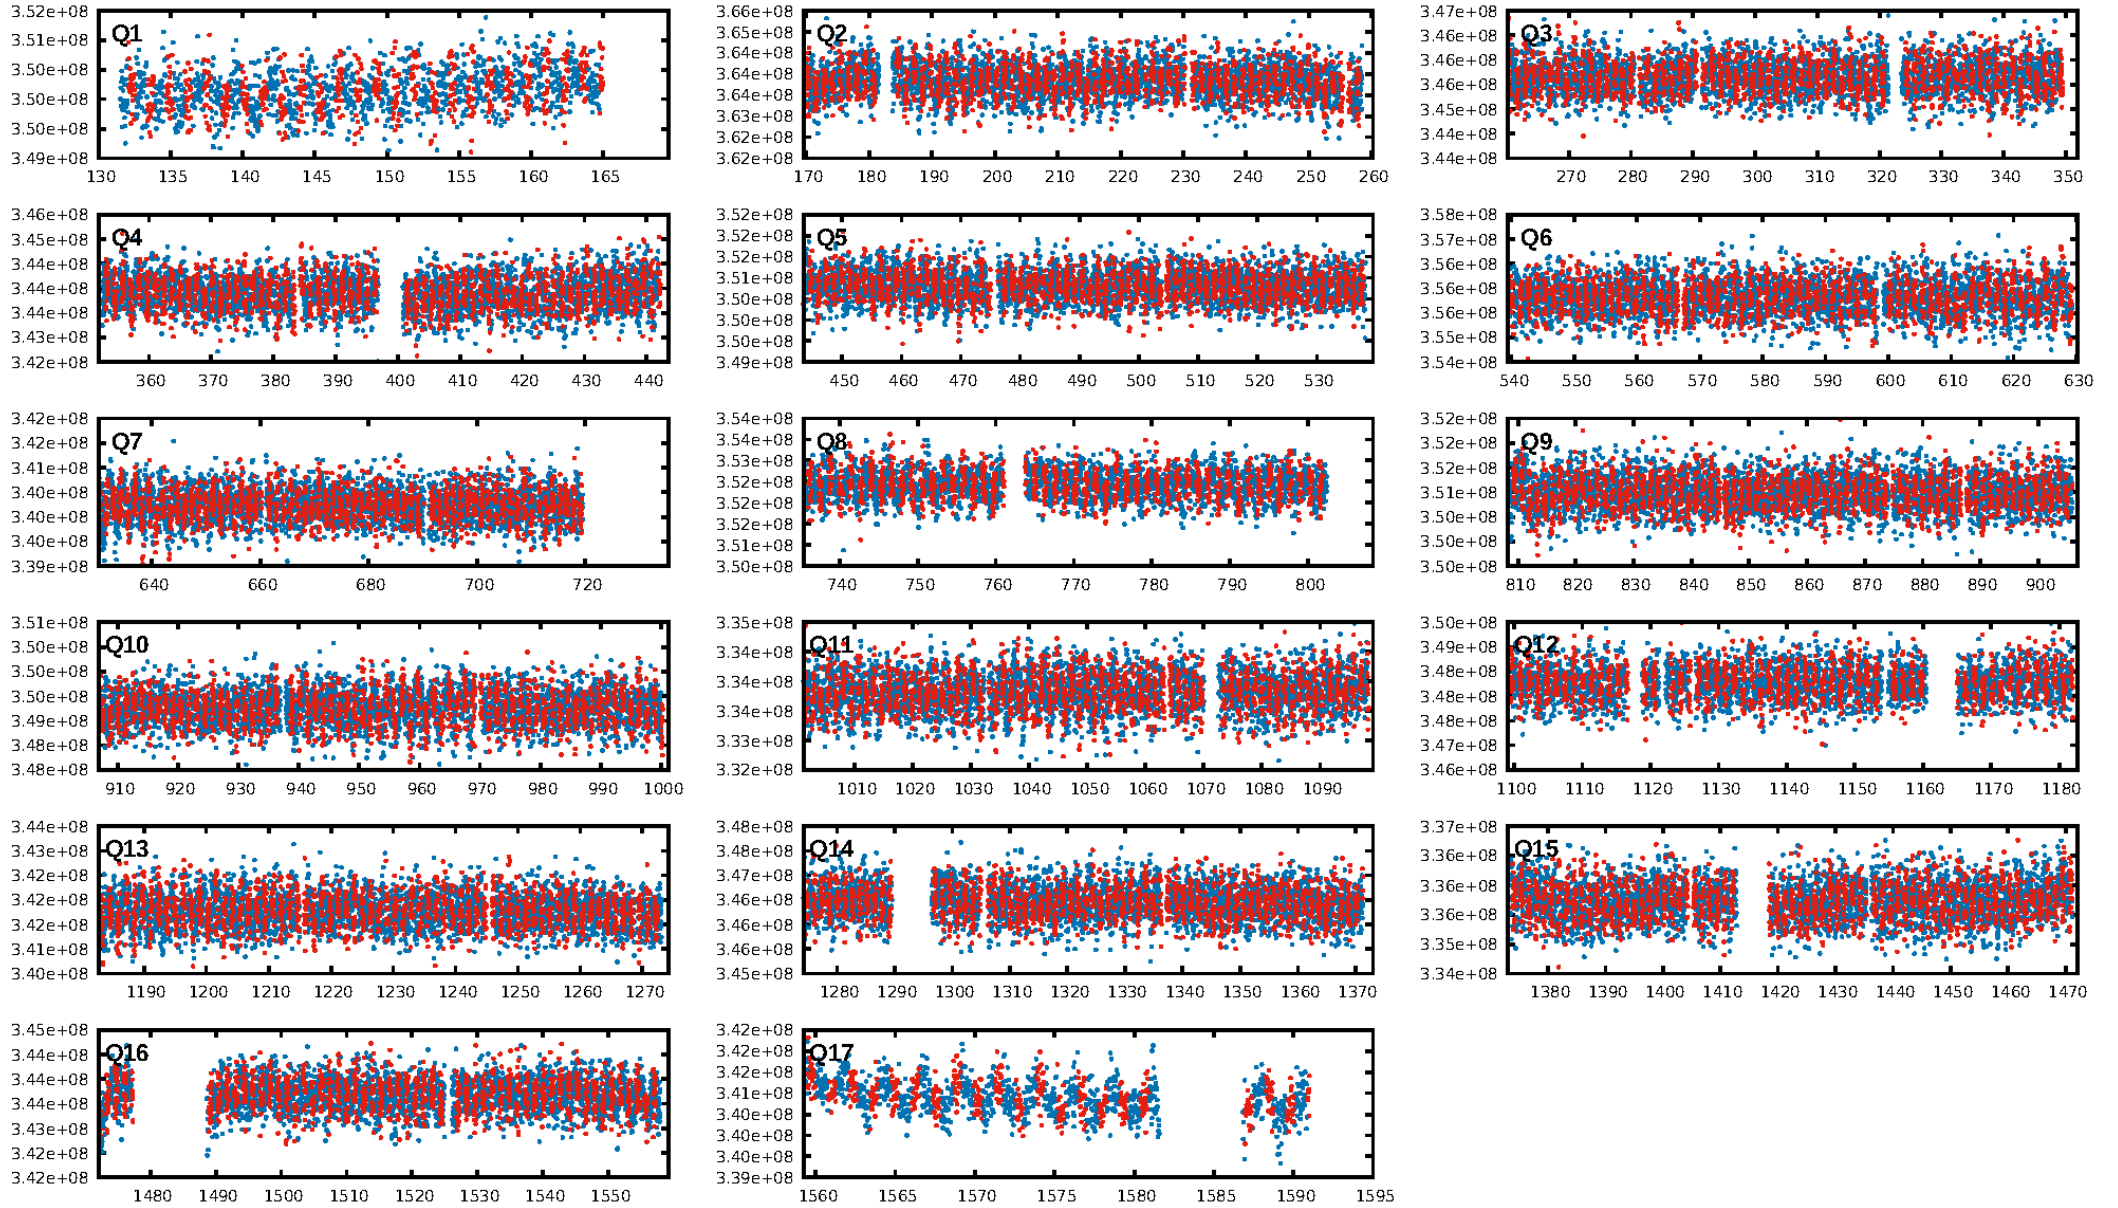 3.52e+08 3.51e+08 3.50e+08 3.50e+08 3.50e+08 3.49e+08
Q1
130 135 140 145 150 155 160 165
3.66e+08 3.65e+08 3.64e+08 3.64e+08 3.64e+08 3.63e+08 3.62e+08 3.62e+08
Q2
170 180 190 200 210 220 230 240 250 260
3.47e+08 3.46e+08 3.46e+08 3.46e+08 3.45e+08 3.44e+08 3.44e+08
Q3
270 280 290 300 310 320 330 340 350
3.46e+08 3.45e+08 3.44e+08 3.44e+08 3.44e+08 3.43e+08 3.42e+08
Q4
360 370 380 390 400 410 420 430 440
3.52e+08 3.52e+08 3.52e+08 3.51e+08 3.50e+08 3.50e+08 3.50e+08 3.49e+08
Q5
450 460 470 480 490 500 510 520 530
3.58e+08 3.57e+08 3.56e+08 3.56e+08 3.56e+08 3.55e+08 3.54e+08
Q6
540 550 560 570 580 590 600 610 620 630
3.42e+08 3.42e+08 3.41e+08 3.40e+08 3.40e+08 3.40e+08 3.39e+08
Q7
640 660 680 700 720
3.54e+08 3.54e+08 3.53e+08 3.52e+08 3.52e+08 3.52e+08 3.51e+08 3.50e+08
Q8
740 750 760 770 780 790 800
3.52e+08 3.52e+08 3.52e+08 3.51e+08 3.50e+08 3.50e+08 3.50e+08
Q9
810 820 830 840 850 860 870 880 890 900
3.51e+08 3.50e+08 3.50e+08 3.50e+08 3.49e+08 3.48e+08 3.48e+08
Q10
910 920 930 940 950 960 970 980 990 1000
3.35e+08 3.34e+08 3.34e+08 3.34e+08 3.33e+08 3.32e+08
Q11
1010 1020 1030 1040 1050 1060 1070 1080 1090
3.50e+08 3.49e+08 3.48e+08 3.48e+08 3.48e+08 3.47e+08 3.46e+08
Q12
1100 1110 1120 1130 1140 1150 1160 1170 1180
3.44e+08 3.43e+08 3.42e+08 3.42e+08 3.42e+08 3.41e+08 3.40e+08
Q13
1190 1200 1210 1220 1230 1240 1250 1260 1270
3.48e+08 3.48e+08 3.47e+08 3.46e+08 3.46e+08 3.46e+08 3.45e+08
Q14
1280 1290 1300 1310 1320 1330 1340 1350 1360 1370
3.37e+08 3.36e+08 3.36e+08 3.36e+08 3.35e+08 3.34e+08
Q15
1380 1390 1400 1410 1420 1430 1440 1450 1460 1470
3.45e+08 3.44e+08 3.44e+08 3.44e+08 3.43e+08 3.42e+08 3.42e+08
Q16
1480 1490 1500 1510 1520 1530 1540 1550
3.42e+08 3.42e+08 3.42e+08 3.41e+08 3.40e+08 3.40e+08 3.40e+08 3.39e+08
Q17
1560 1565 1570 1575 1580 1585 1590 1595